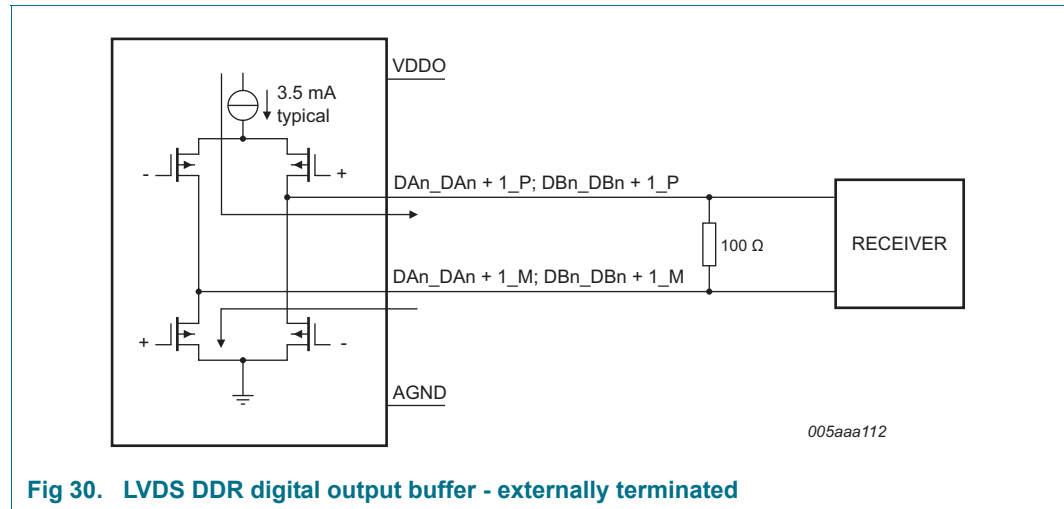 VDDO
3.5 mA
typical
-
+
DAn_DAn + 1_P; DBn_DBn + 1_P
100 Ω
RECEIVER
DAn_DAn + 1_M; DBn_DBn + 1_M
+
-
AGND
005aaa112
Fig 30. LVDS DDR digital output buffer - externally terminated